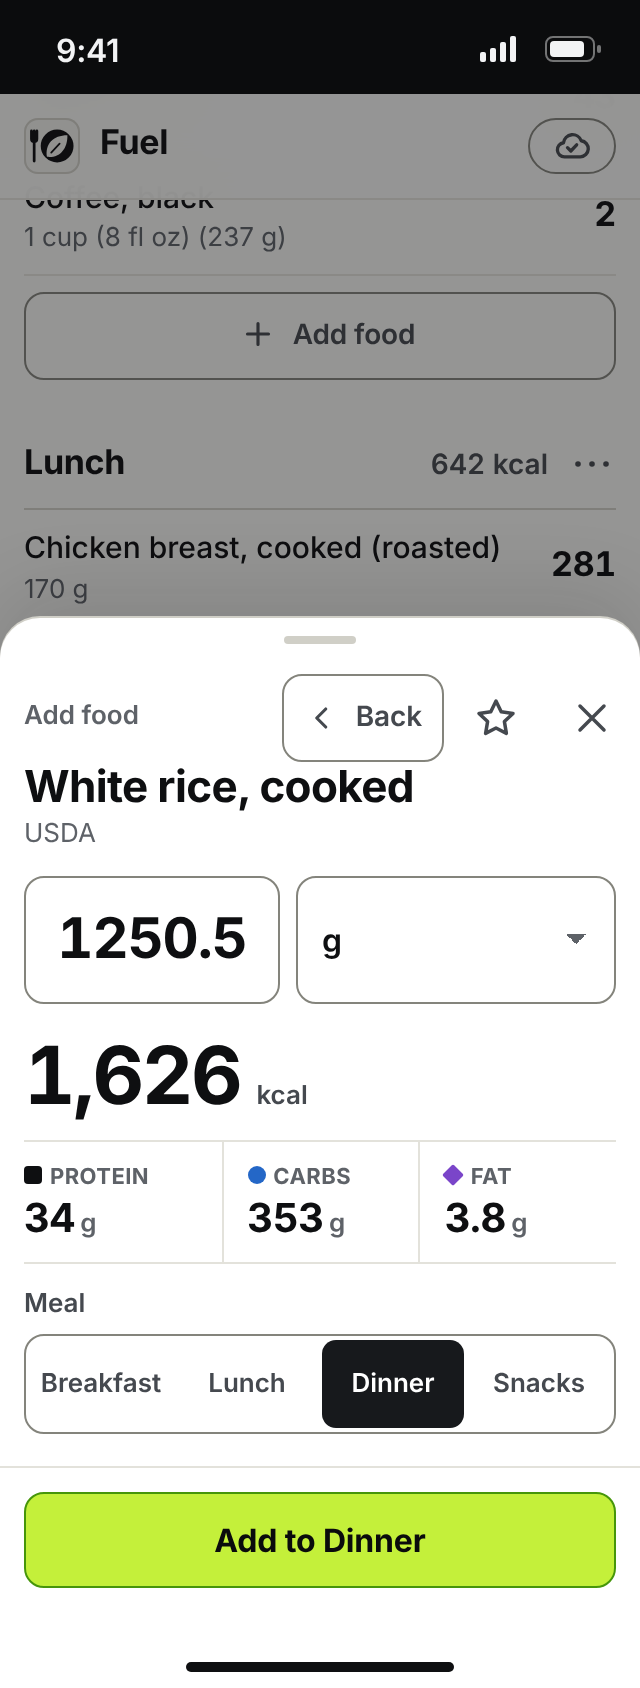 9:41
Fuel
Coffee, black
2
1 cup (8 fl oz) (237 g)
Add food
Lunch
642 kcal
Chicken breast, cooked (roasted)
281
170 g
Add food
Back
White rice, cooked
USDA
1250.5
g
1,626 kcal
PROTEIN
34 g
CARBS
353 g
FAT
3.8 g
Meal
Breakfast
Lunch
Dinner
Snacks
Add to Dinner